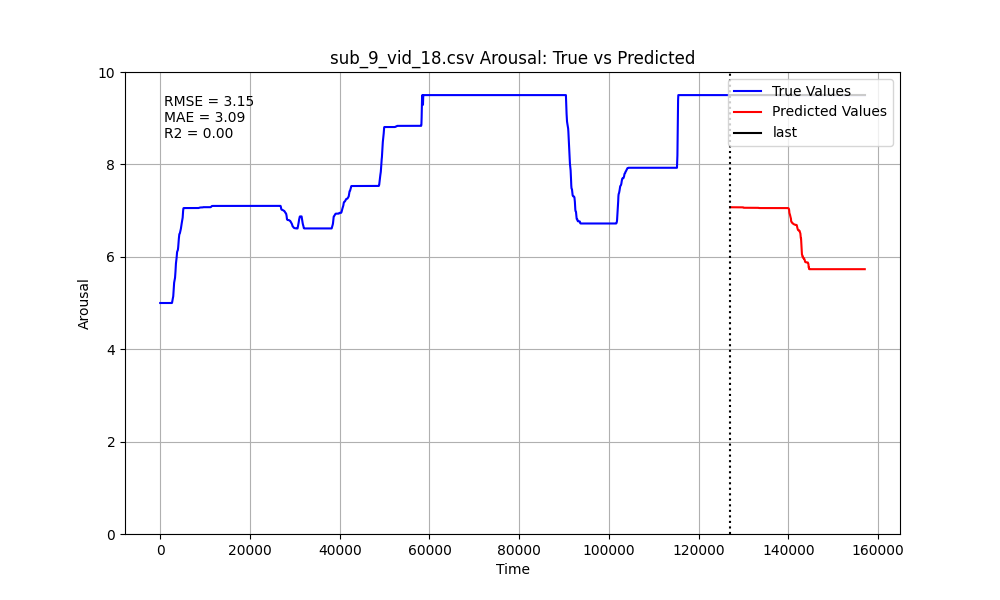 sub_9_vid_18.csv Arousal: True vs Predicted
RMSE = 3.15
MAE = 3.09
R2 = 0.00
True Values
Predicted Values
last
Arousal
10
8
6
4
2
0
0 20000 40000 60000 80000 100000 120000 140000 160000
Time